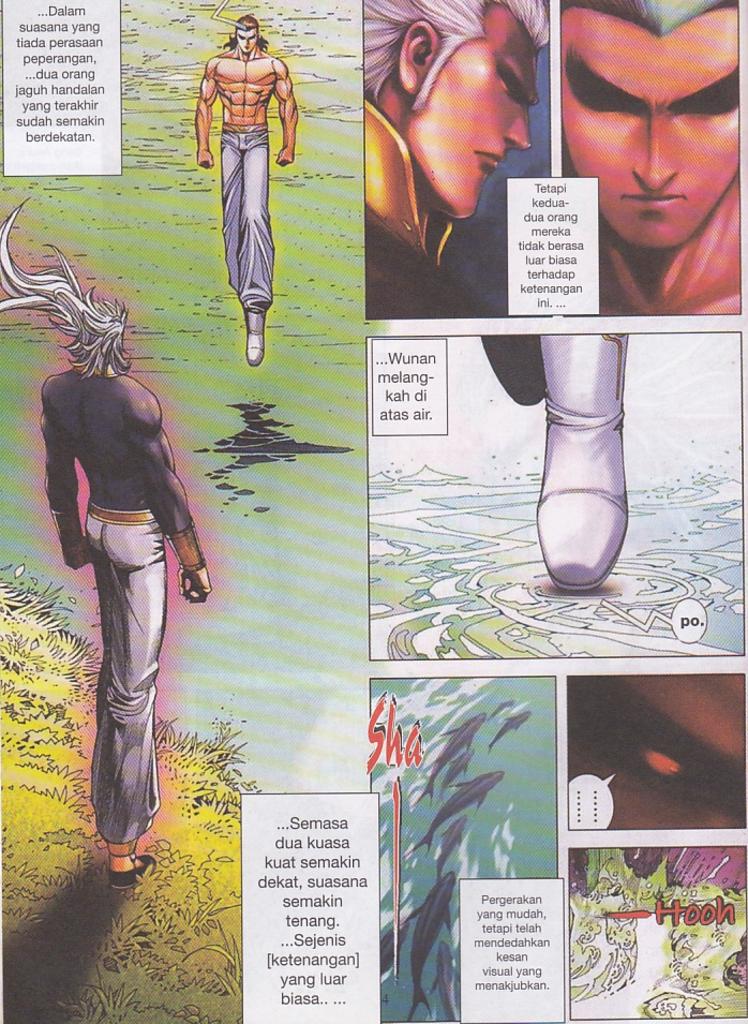 ...Dalam
suasana yang
tiada perasaan
peperangan,
...dua orang
jaguh handalan
yang terakhir
sudah semakin
berdekatan.
Tetapi
kedua-
dua orang
mereka
tidak berasa
luar biasa
terhadap
ketenangan
ini. ...
...Wunan
melang-
kah di
atas air.
po.
Sha
...Semasa
dua kuasa
kuat semakin
dekat, suasana
semakin
tenang.
...Sejenis
[ketenangan]
yang luar
biasa.. ...
Pergerakan
yang mudah,
tetapi telah
mendedahkan
kesan
visual yang
menakjubkan.
......
Hooh
4